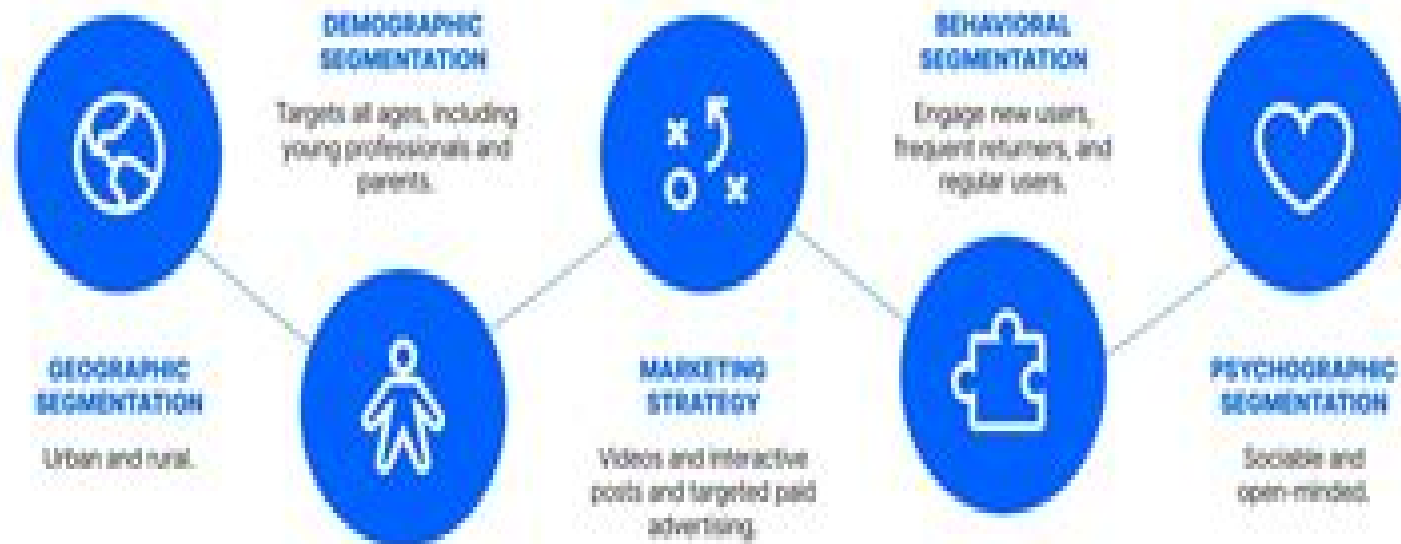 GEOGRAPHIC
SEGMENTATION
Urban and rural.
DEMOGRAPHIC
SEGMENTATION
Targets all ages, including
young professionals and
parents.
MARKETING
STRATEGY
Videos and interactive
posts and targeted paid
advertising.
BEHAVIORAL
SEGMENTATION
Engage new users,
frequent returners, and
regular users.
PSYCHOGRAPHIC
SEGMENTATION
Sociable and
open-minded.